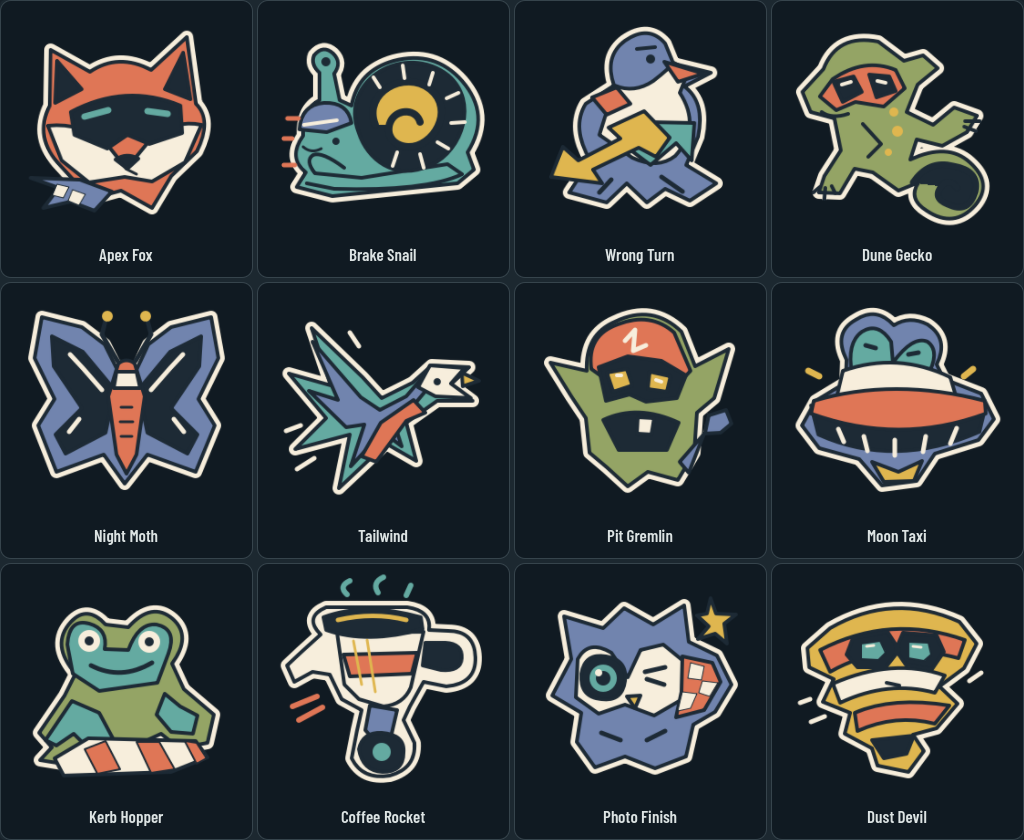 Apex Fox
Brake Snail
Wrong Turn
Dune Gecko
Night Moth
Tailwind
Pit Gremlin
Moon Taxi
Kerb Hopper
Coffee Rocket
Photo Finish
Dust Devil